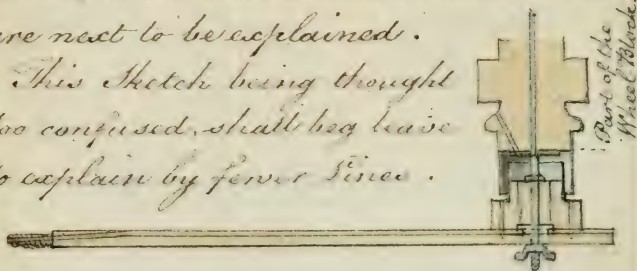 are next to be explained.
This Sketch being thought
too confused, shall beg leave
to explain by fewer Lines.
Part of the
Wheel Block.